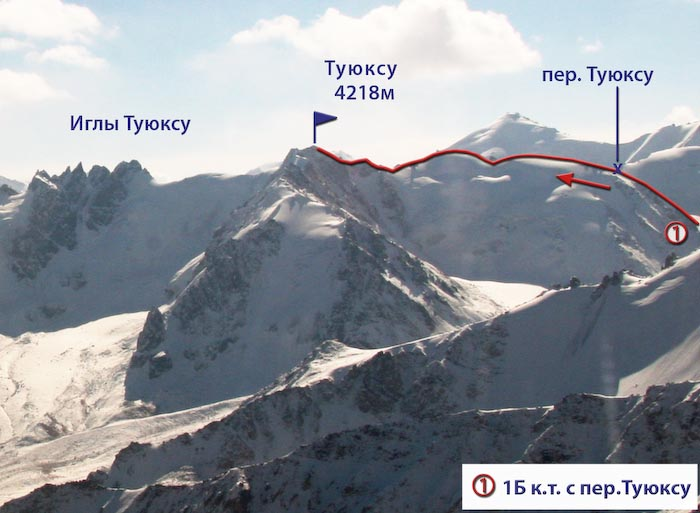 Туюксу
4218м
пер. Туюксу
Иглы Туюксу
1
1 1Б к.т. с пер.Туюксу